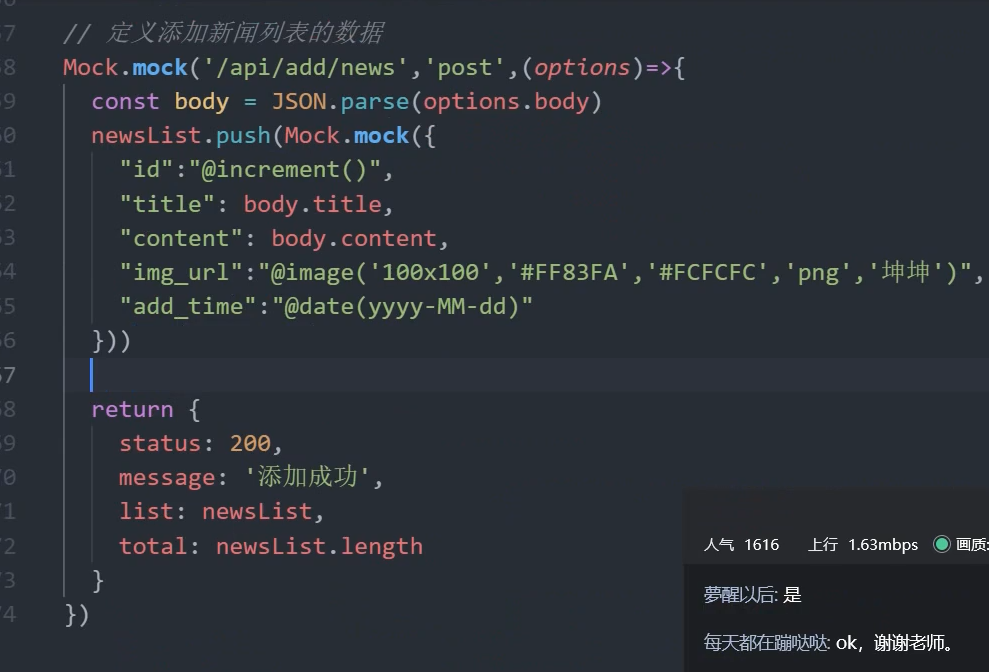 7 // 定义添加新闻列表的数据
8 Mock.mock('/api/add/news','post',(options)=>{
9 const body = JSON.parse(options.body)
0 newsList.push(Mock.mock({
1 "id":"@increment()",
2 "title": body.title,
3 "content": body.content,
4 "img_url":"@image('100x100','#FF83FA','#FCFCFC','png','坤坤')",
5 "add_time":"@date(yyyy-MM-dd)"
6 }))
7
8 return {
9 status: 200,
0 message: '添加成功',
1 list: newsList,
2 total: newsList.length
3 }
4 })
人气 1616 上行 1.63mbps 画质:
夢醒以后: 是
每天都在蹦哒哒: ok，谢谢老师。